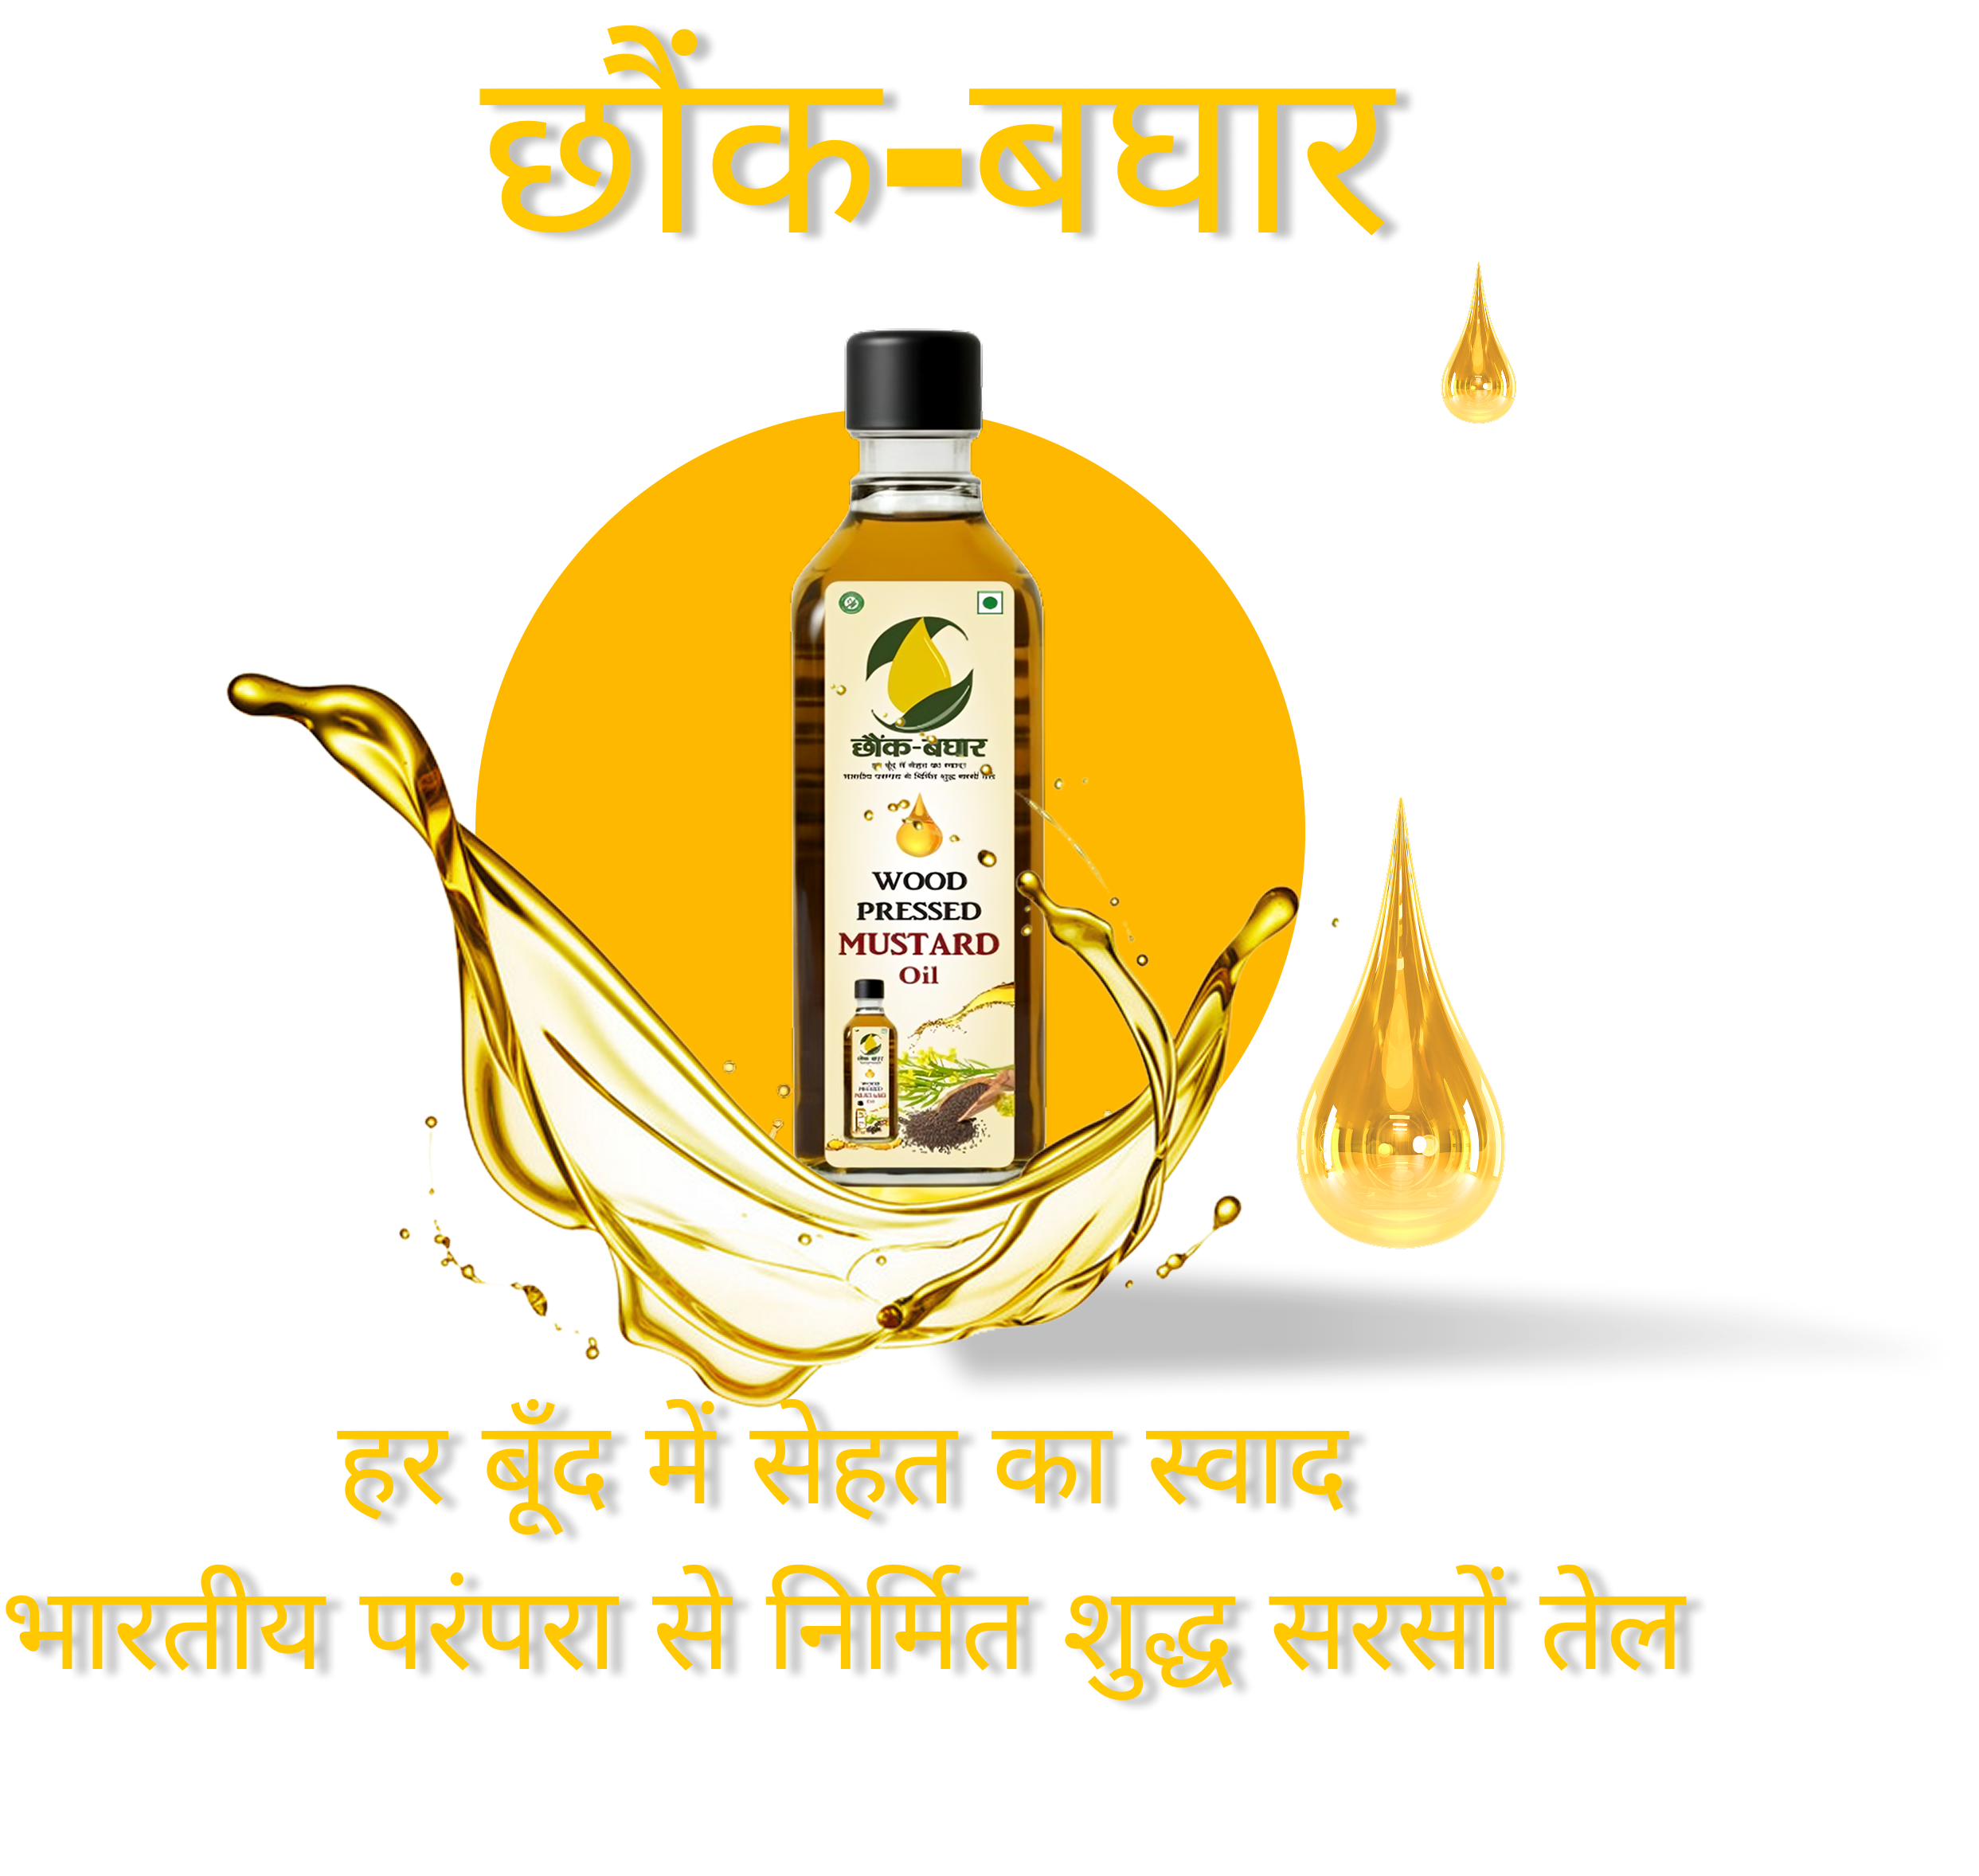 छौंक-बघार
छौंक-बघार
हर बूँद में सेहत का स्वाद
भारतीय परंपरा से निर्मित शुद्ध सरसों तेल
WOOD
PRESSED
MUSTARD
Oil
हर बूँद में सेहत का स्वाद
भारतीय परंपरा से निर्मित शुद्ध सरसों तेल